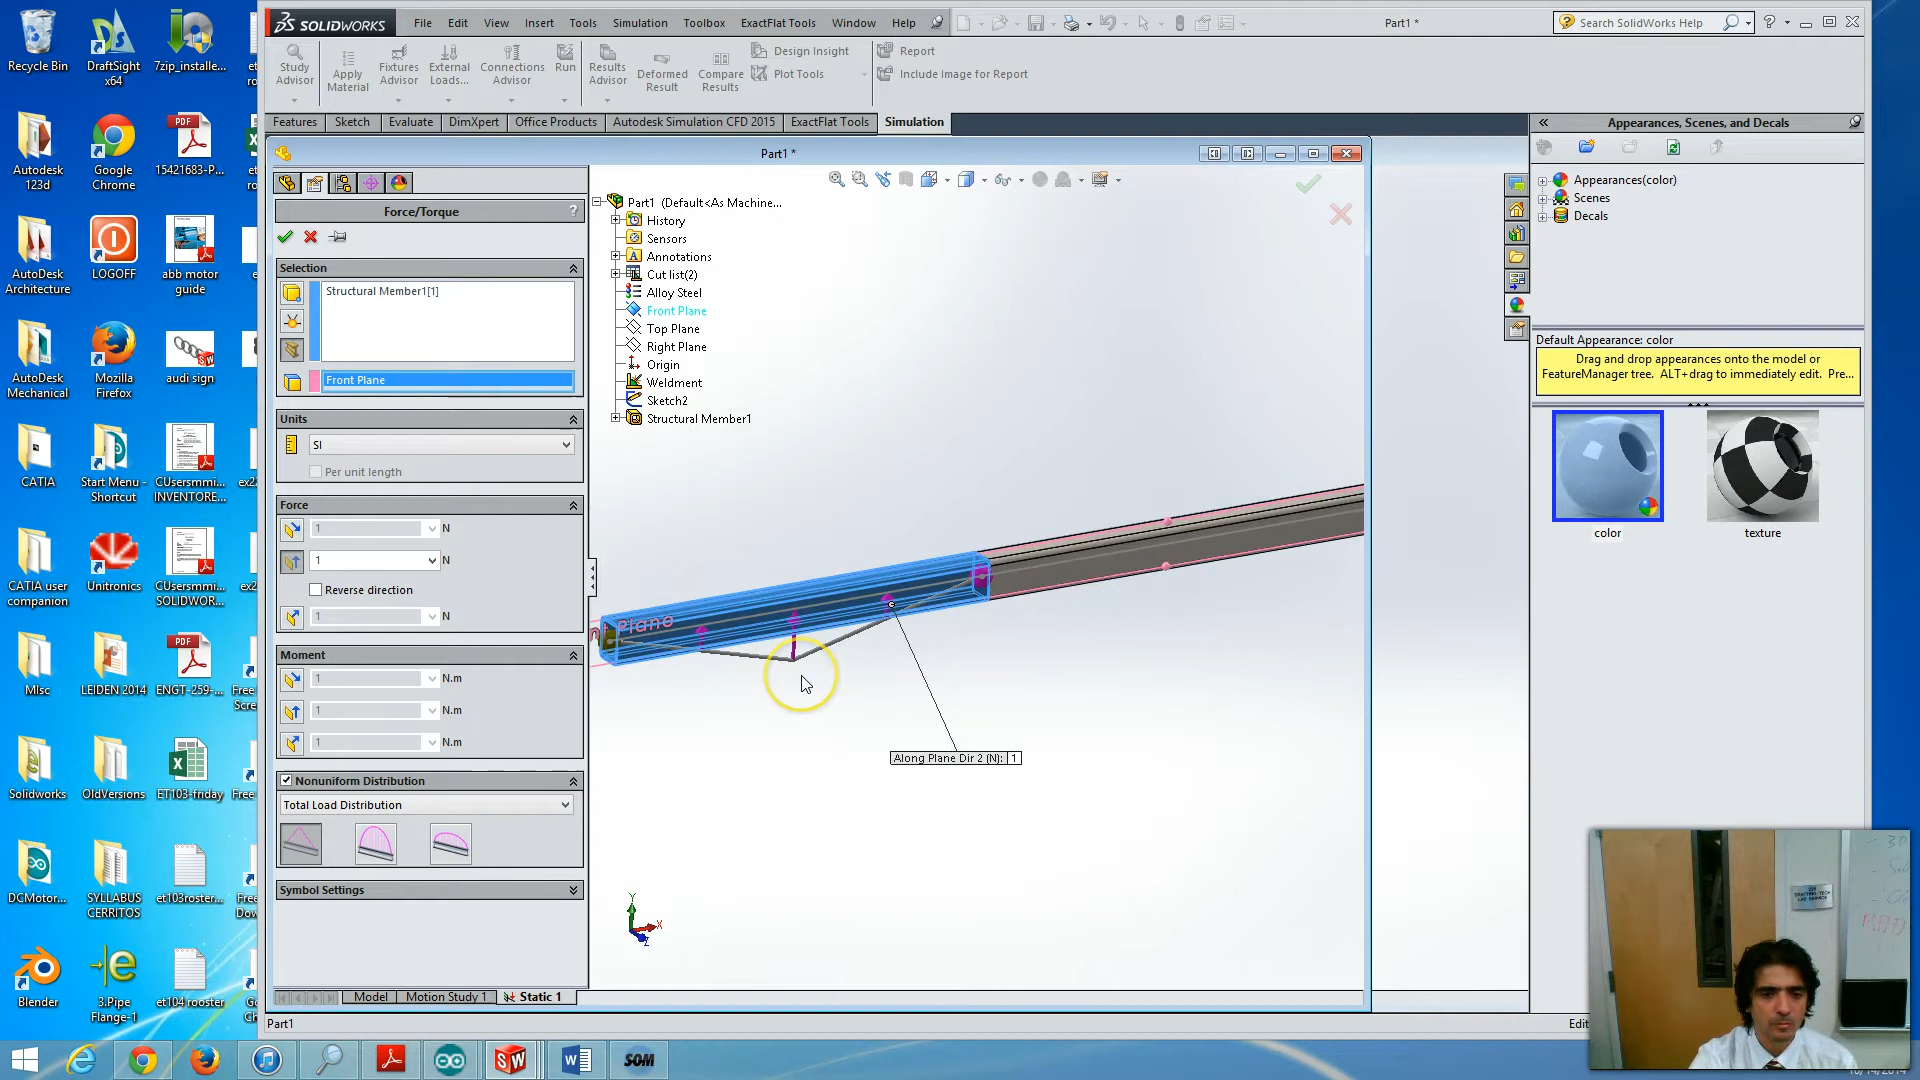 SOLIDWORKS
File Edit View Insert Tools Simulation Toolbox ExactFlat Tools Window Help
Part1 *
Search SolidWorks Help
Study Advisor
Apply Material
Fixtures Advisor
External Loads...
Connections Advisor
Run
Results Advisor
Deformed Result
Compare Results
Design Insight
Plot Tools
Report
Include Image for Report
Features Sketch Evaluate DimXpert Office Products Autodesk Simulation CFD 2015 ExactFlat Tools Simulation
Part1 *
Force/Torque
?
Selection
Structural Member1[1]
Front Plane
Units
SI
Per unit length
Force
1 N
1 N
Reverse direction
1 N
Moment
1 N.m
1 N.m
1 N.m
Nonuniform Distribution
Total Load Distribution
Symbol Settings
Model Motion Study 1 Static 1
Part1
Part1 (Default<As Machine...
History
Sensors
Annotations
Cut list(2)
Alloy Steel
Front Plane
Top Plane
Right Plane
Origin
Weldment
Sketch2
Structural Member1
Plane
Along Plane Dir 2 (N): 1
Y
X
Z
Appearances, Scenes, and Decals
Appearances(color)
Scenes
Decals
Default Appearance: color
Drag and drop appearances onto the model or
FeatureManager tree. ALT+drag to immediately edit. Pre...
color
texture
Recycle Bin
DraftSight x64
7zip_installe...
Autodesk 123d
Google Chrome
15421683-P...
AutoDesk Architecture
LOGOFF
abb motor guide
AutoDesk Mechanical
Mozilla Firefox
audi sign
CATIA
Start Menu - Shortcut
CUsersmmi... INVENTORE...
CATIA user companion
Unitronics
CUsersmmi... SOLIDWOR...
MIsc
LEIDEN 2014
ENGT-259-...
Solidworks
OldVersions
ET103-friday
DCMotor...
SYLLABUS CERRITOS
et103roster...
Blender
3.Pipe Flange-1
et104 rooster
SOM